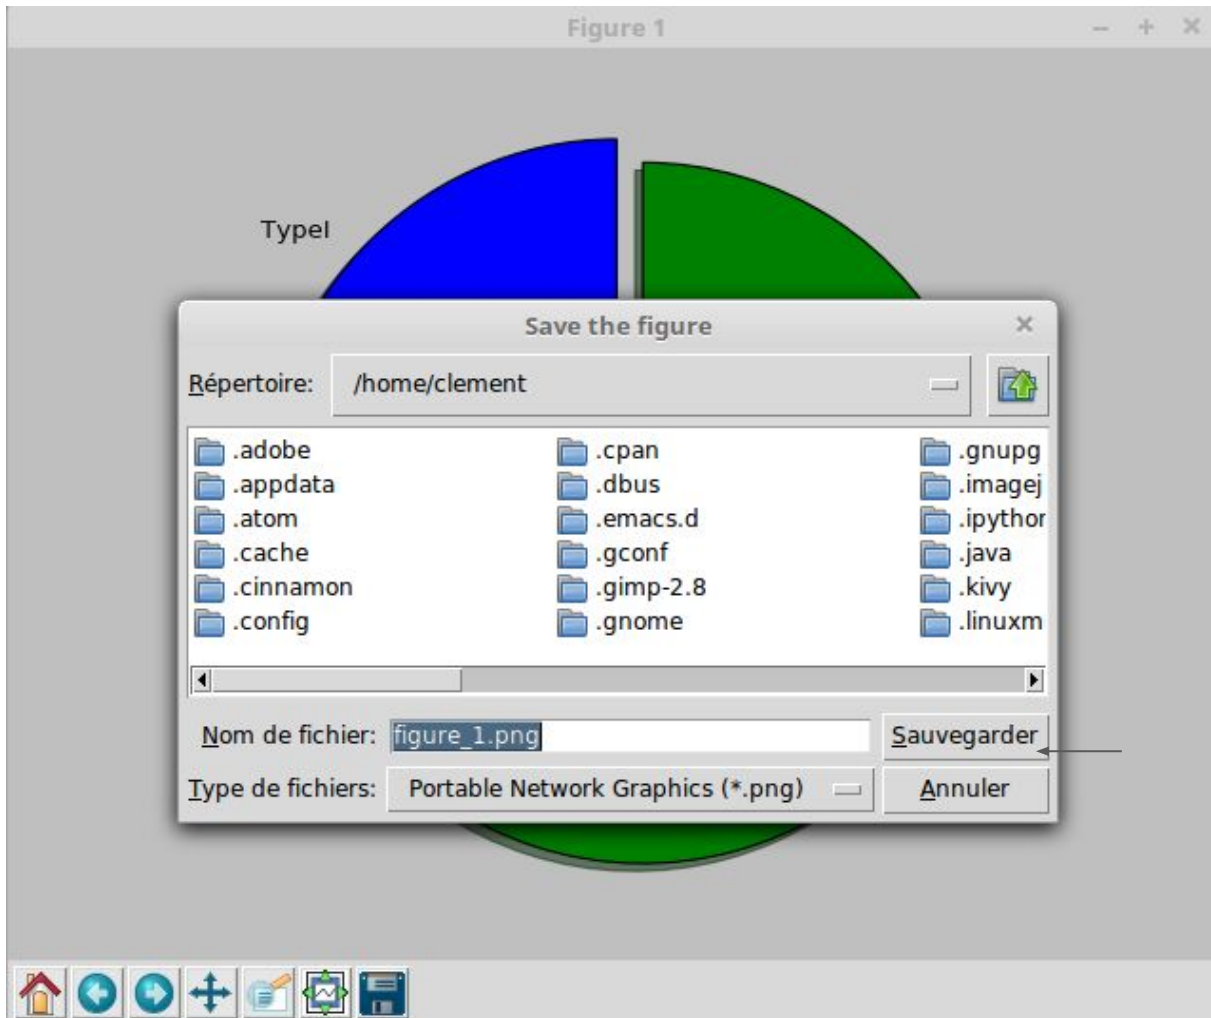 Figure 1
TypeI
Save the figure
Répertoire: /home/clement
.adobe .cpan .gnupg
.appdata .dbus .imagej
.atom .emacs.d .ipythor
.cache .gconf .java
.cinnamon .gimp-2.8 .kivy
.config .gnome .linuxm
Nom de fichier: figure_1.png Sauvegarder
Type de fichiers: Portable Network Graphics (*.png) Annuler